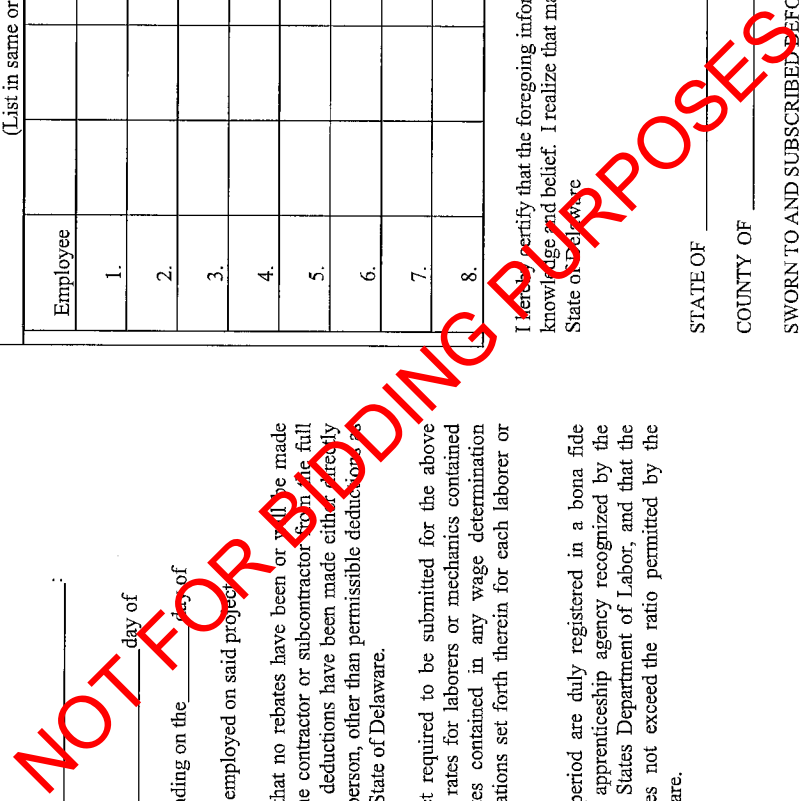 :
day of
nding on the day of
employed on said project
that no rebates have been or will be made
ne contractor or subcontractor from the full
deductions have been made either directly
person, other than permissible deductions as
State of Delaware.
t required to be submitted for the above
rates for laborers or mechanics contained
es contained in any wage determination
ations set forth therein for each laborer or
period are duly registered in a bona fide
apprenticeship agency recognized by the
States Department of Labor, and that the
es not exceed the ratio permitted by the
are.
(List in same or
Employee
1.
2.
3.
4.
5.
6.
7.
8.
I hereby certify that the foregoing infor
knowledge and belief. I realize that ma
State of Delaware
STATE OF
COUNTY OF
SWORN TO AND SUBSCRIBED BEFO
NOT FOR BIDDING PURPOSES